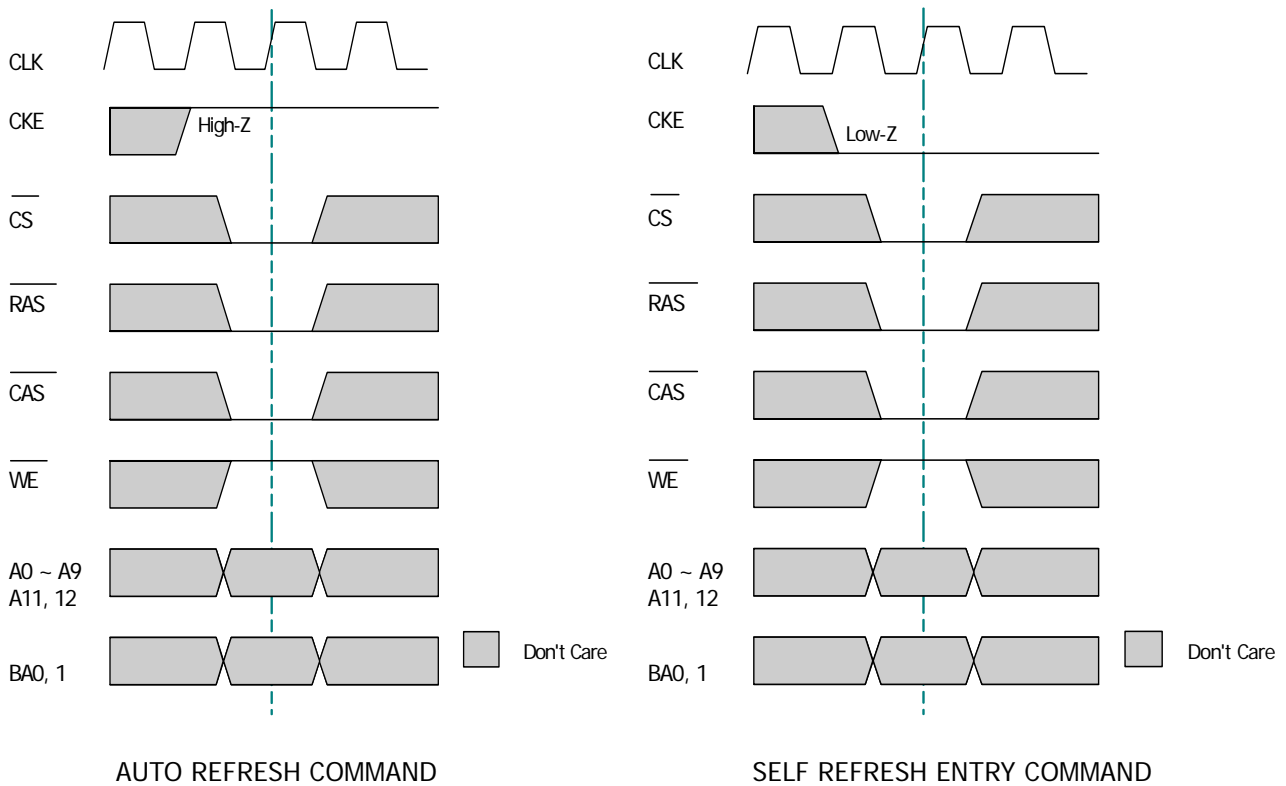 CLK
CKE
High-Z
CS
RAS
CAS
WE
A0 ~ A9
A11, 12
BA0, 1
Don't Care
AUTO REFRESH COMMAND
CLK
CKE
Low-Z
CS
RAS
CAS
WE
A0 ~ A9
A11, 12
BA0, 1
Don't Care
SELF REFRESH ENTRY COMMAND